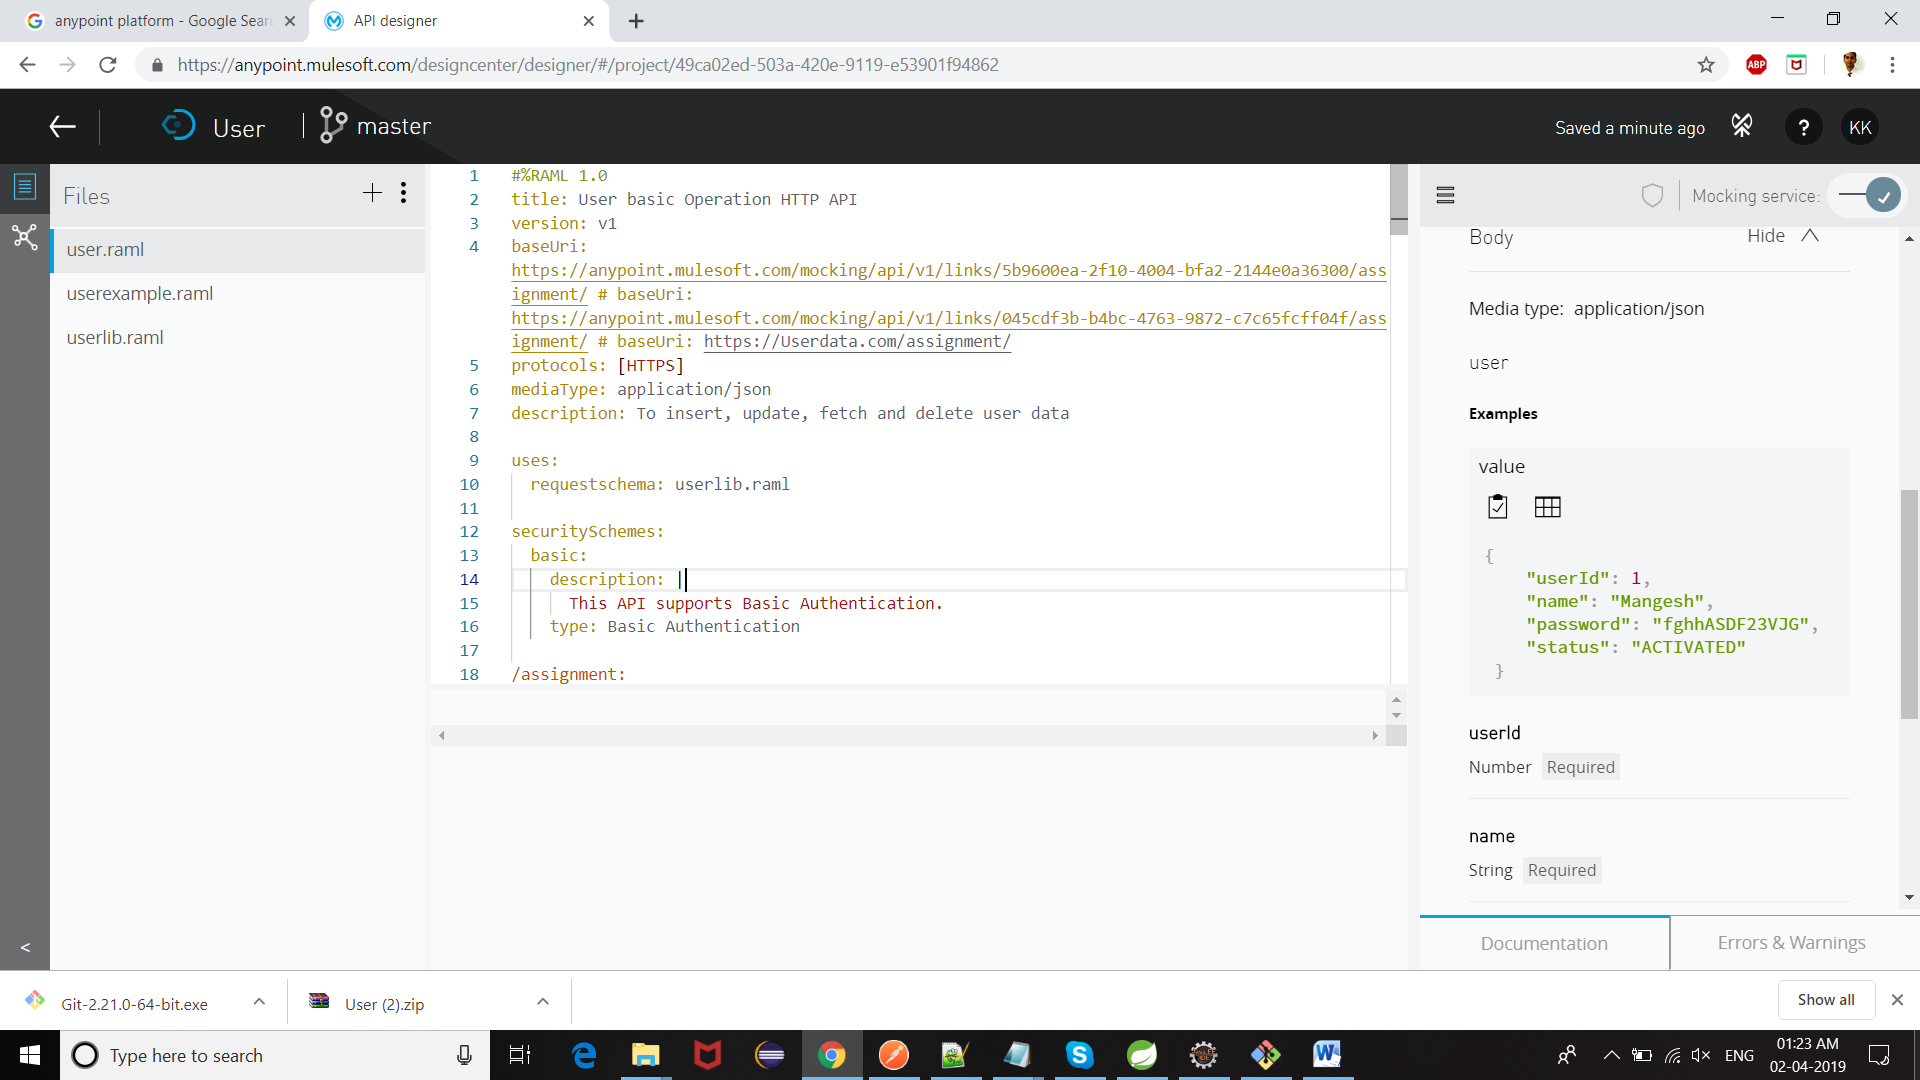 anypoint platform - Google Sear
API designer
https://anypoint.mulesoft.com/designcenter/designer/#/project/49ca02ed-503a-420e-9119-e53901f94862
ABP
User
master
Saved a minute ago
?
KK
Files
user.raml
userexample.raml
userlib.raml
1 #%RAML 1.0
2 title: User basic Operation HTTP API
3 version: v1
4 baseUri:
https://anypoint.mulesoft.com/mocking/api/v1/links/5b9600ea-2f10-4004-bfa2-2144e0a36300/ass
ignment/ # baseUri:
https://anypoint.mulesoft.com/mocking/api/v1/links/045cdf3b-b4bc-4763-9872-c7c65fcff04f/ass
ignment/ # baseUri: https://Userdata.com/assignment/
5 protocols: [HTTPS]
6 mediaType: application/json
7 description: To insert, update, fetch and delete user data
8
9 uses:
10 requestschema: userlib.raml
11
12 securitySchemes:
13 basic:
14 description: |
15 This API supports Basic Authentication.
16 type: Basic Authentication
17
18 /assignment:
Mocking service:
Body
Hide
Media type: application/json
user
Examples
value
{
"userId": 1,
"name": "Mangesh",
"password": "fghhASDF23VJG",
"status": "ACTIVATED"
}
userId
Number Required
name
String Required
Documentation
Errors & Warnings
<
Git-2.21.0-64-bit.exe
User (2).zip
Show all
Type here to search
ENG
01:23 AM
02-04-2019